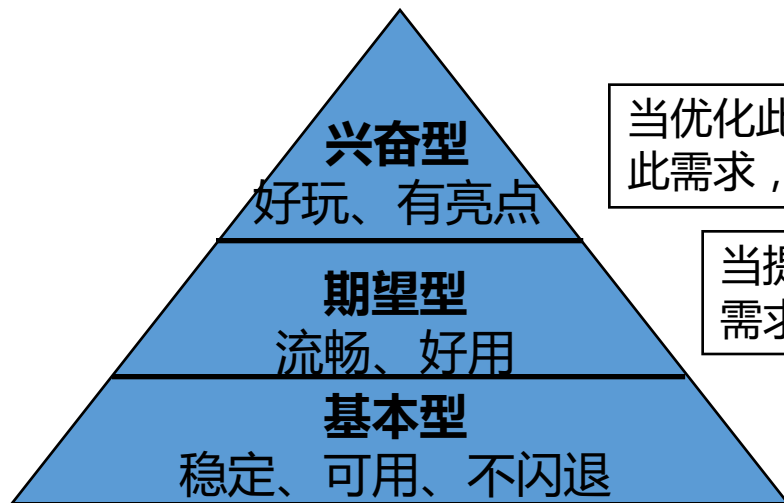 兴奋型
好玩、有亮点
当优化此
此需求，
期望型
流畅、好用
当提
需求
基本型
稳定、可用、不闪退